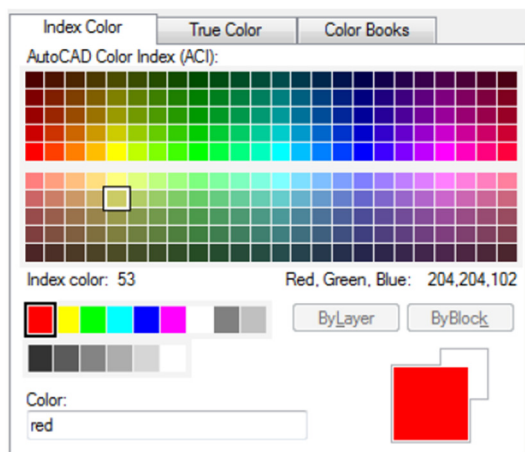 Index Color True Color Color Books
AutoCAD Color Index (ACI):
Index color: 53 Red, Green, Blue: 204,204,102
ByLayer ByBlock
Color:
red